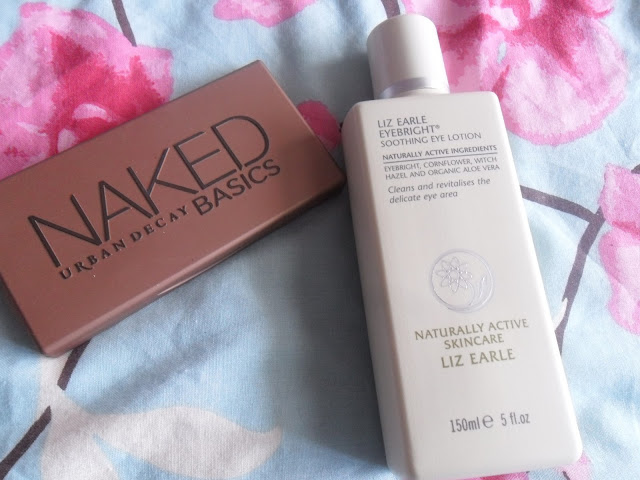 NAKED
URBAN DECAY BASICS
LIZ EARLE
EYEBRIGHT®
SOOTHING EYE LOTION
NATURALLY ACTIVE INGREDIENTS
EYEBRIGHT, CORNFLOWER, WITCH
HAZEL AND ORGANIC ALOE VERA
Cleans and revitalises the
delicate eye area
NATURALLY ACTIVE
SKINCARE
LIZ EARLE
150ml e 5 fl.oz